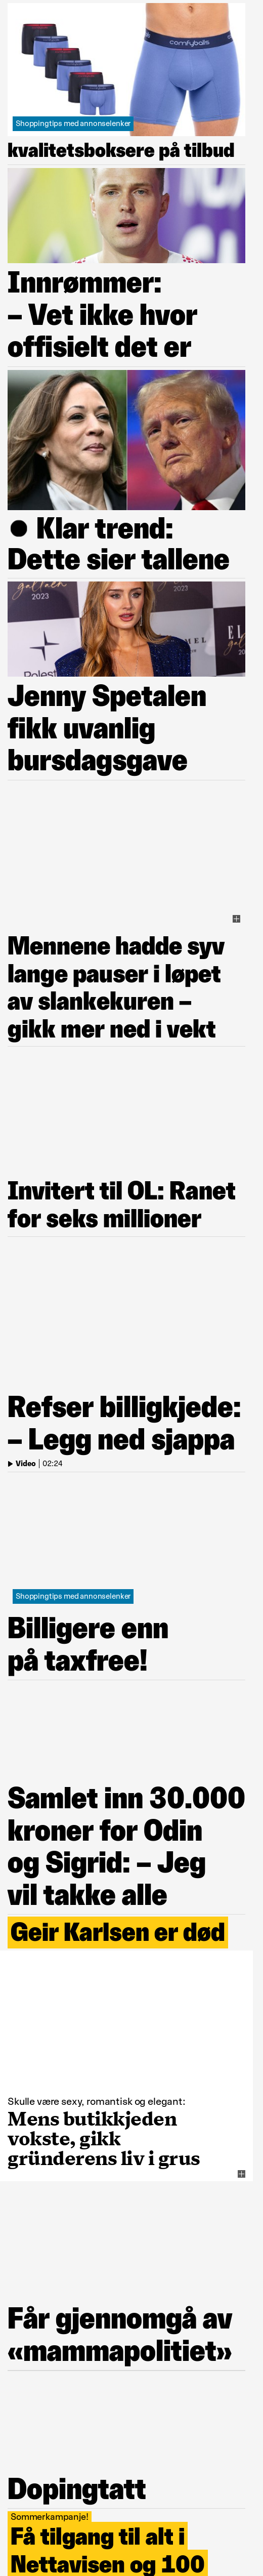 comfyballs
Shoppingtips med annonselenker
kvalitetsboksere på tilbud
Innrømmer:
– Vet ikke hvor
offisielt det er
● Klar trend:
Dette sier tallene
2023
2023
Jenny Spetalen
fikk uvanlig
bursdagsgave
Mennene hadde syv
lange pauser i løpet
av slankekuren –
gikk mer ned i vekt
Invitert til OL: Ranet
for seks millioner
Refser billigkjede:
– Legg ned sjappa
Video | 02:24
Shoppingtips med annonselenker
Billigere enn
på taxfree!
Samlet inn 30.000
kroner for Odin
og Sigrid: – Jeg
vil takke alle
Geir Karlsen er død
Skulle være sexy, romantisk og elegant:
Mens butikkjeden
vokste, gikk
gründerens liv i grus
Får gjennomgå av
«mammapolitiet»
Dopingtatt
Sommerkampanje!
Få tilgang til alt i
Nettavisen og 100